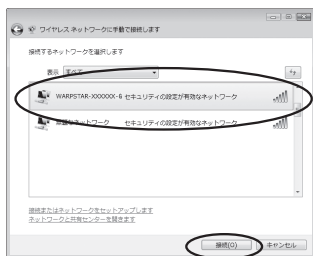 ワイヤレス ネットワークに手動で接続します
接続するネットワークを選択します
表示 すべて
WARPSTAR-XXXXXX-G セキュリティの設定が有効なネットワーク
セキュリティの設定が有効なネットワーク
接続またはネットワークをセットアップします
ネットワークと共有センターを開きます
接続(O) キャンセル